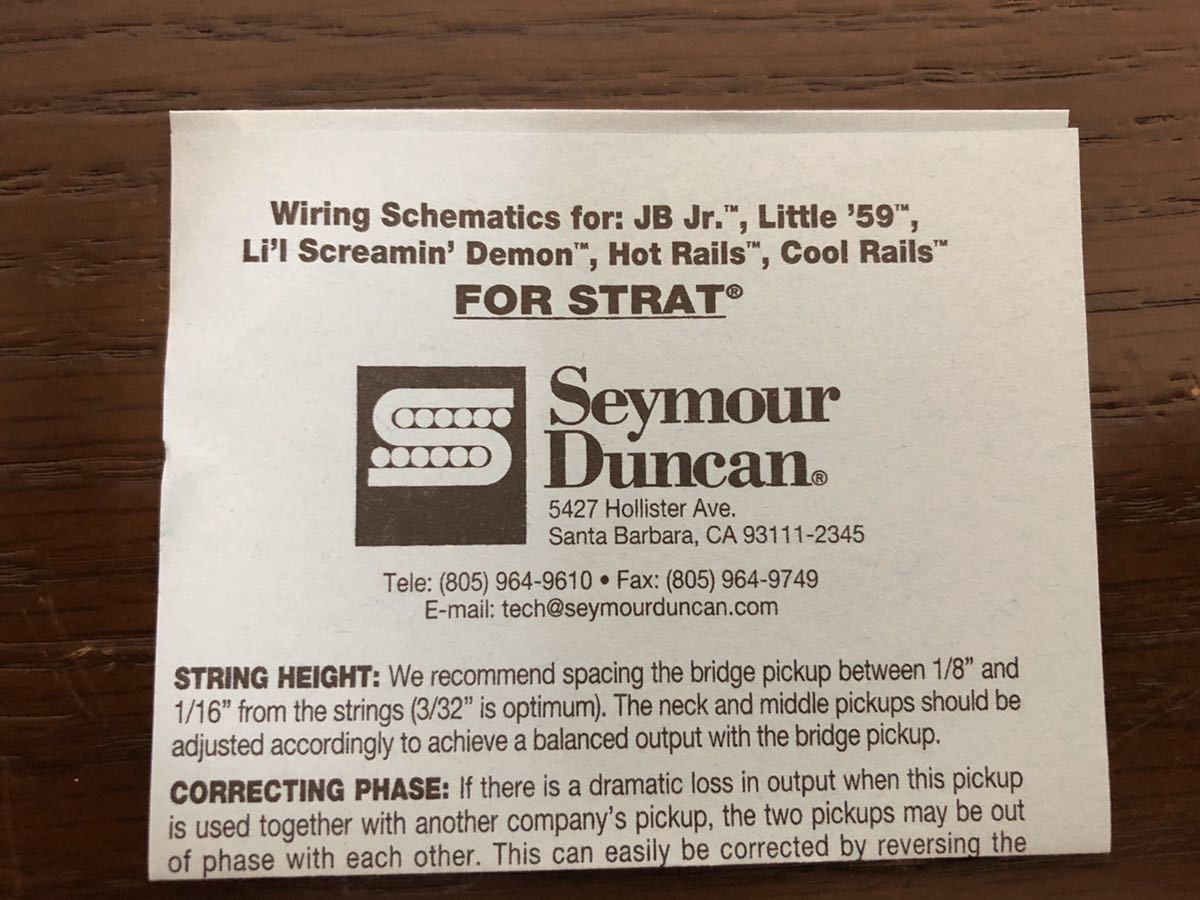 Wiring Schematics for: JB Jr.™, Little ’59™,
Li’l Screamin’ Demon™, Hot Rails™, Cool Rails™
FOR STRAT®
Seymour
Duncan®
5427 Hollister Ave.
Santa Barbara, CA 93111-2345
Tele: (805) 964-9610 • Fax: (805) 964-9749
E-mail: tech@seymourduncan.com
STRING HEIGHT: We recommend spacing the bridge pickup between 1/8” and
1/16” from the strings (3/32” is optimum). The neck and middle pickups should be
adjusted accordingly to achieve a balanced output with the bridge pickup.
CORRECTING PHASE: If there is a dramatic loss in output when this pickup
is used together with another company’s pickup, the two pickups may be out
of phase with each other. This can easily be corrected by reversing the